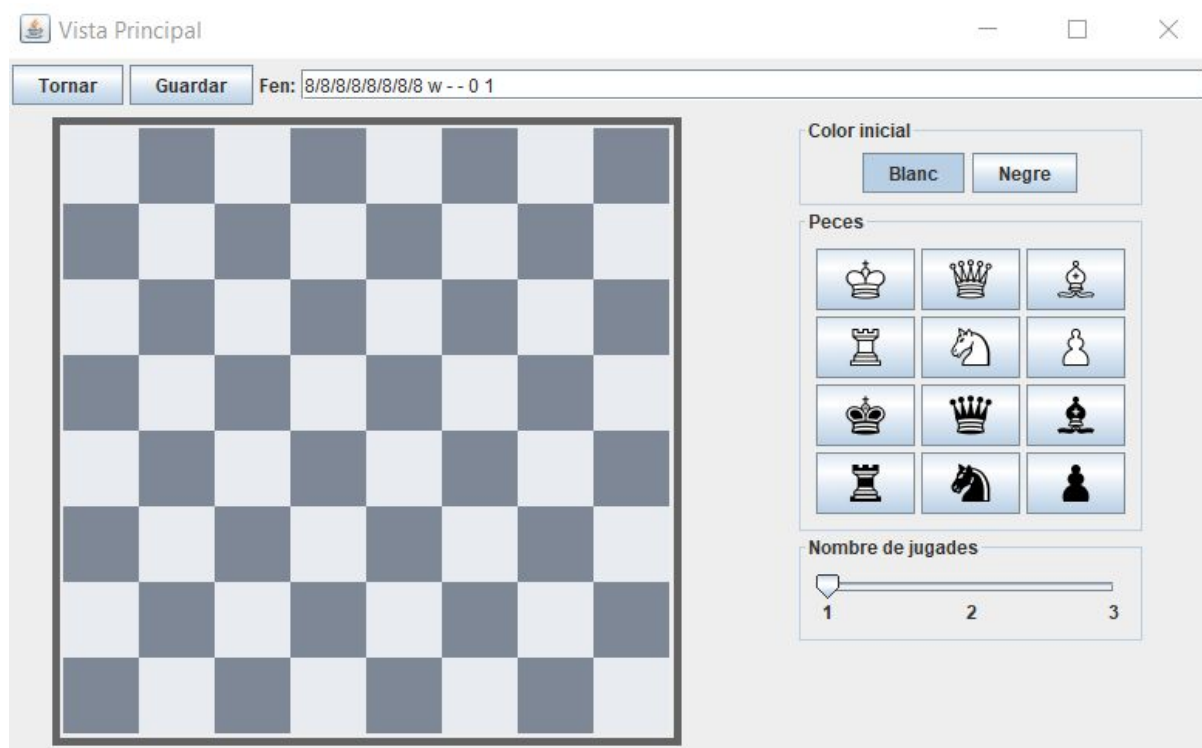 Vista Principal
Tornar Guardar Fen: 8/8/8/8/8/8/8/8 w - - 0 1
Color inicial
Blanc Negre
Peces
Nombre de jugades
1 2 3